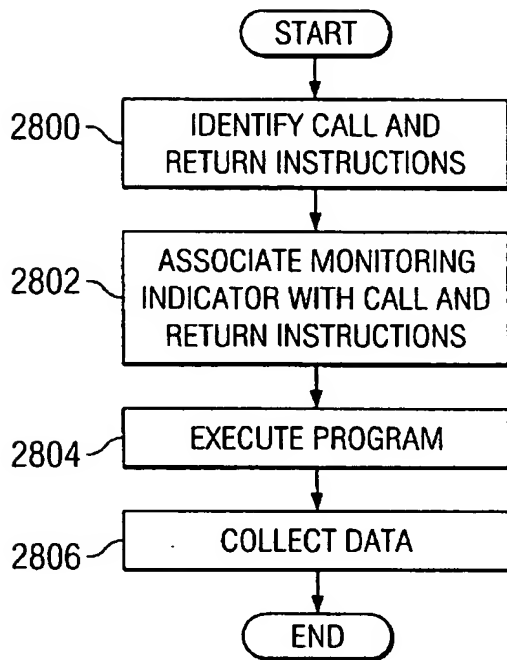 START
2800
IDENTIFY CALL AND
RETURN INSTRUCTIONS
2802
ASSOCIATE MONITORING
INDICATOR WITH CALL AND
RETURN INSTRUCTIONS
2804
EXECUTE PROGRAM
2806
COLLECT DATA
END